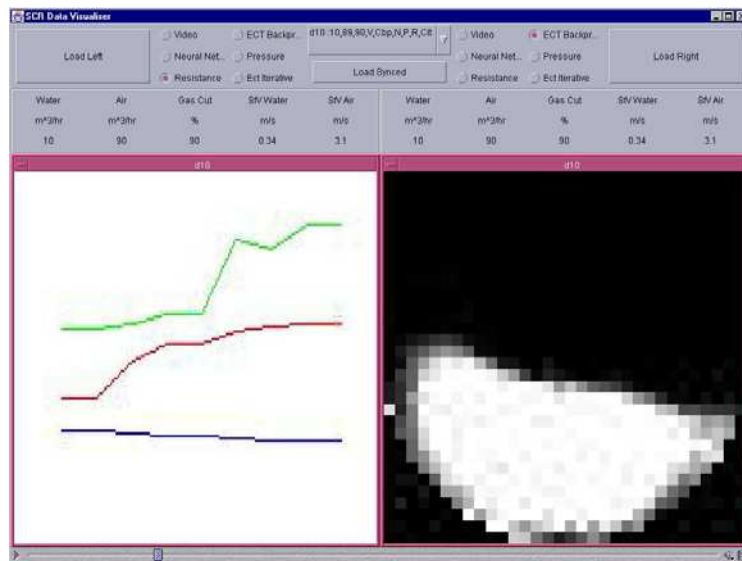 SCR Data Visualiser
Load Left
Video
ECT Backpr...
Neural Net...
Pressure
Resistance
Ect Iterative
d10 :10,89,90,V,Cbp,N,P,R,Cit
Load Synced
Video
ECT Backpr...
Neural Net...
Pressure
Resistance
Ect Iterative
Load Right
Water Air Gas Cut SfV Water SfV Air
m^3/hr m^3/hr % m/s m/s
10 90 90 0.34 3.1
Water Air Gas Cut SfV Water SfV Air
m^3/hr m^3/hr % m/s m/s
10 90 90 0.34 3.1
d10
d10